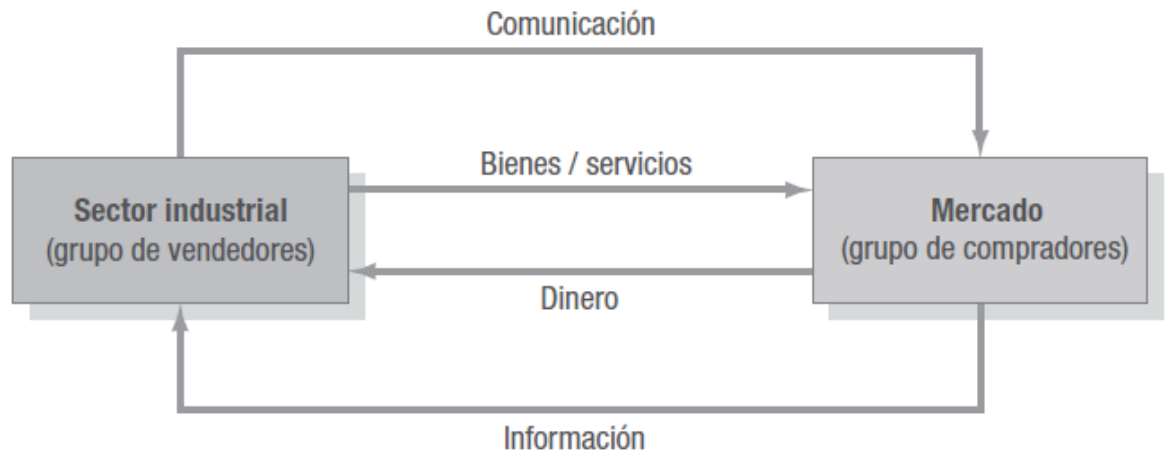 Comunicación
Bienes / servicios
Sector industrial
(grupo de vendedores)
Mercado
(grupo de compradores)
Dinero
Información